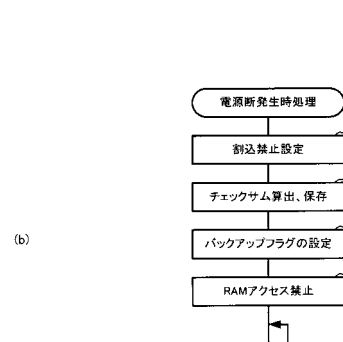 電源断発生時処理
割込禁止設定
チェックサム算出、保存
(b)
バックアップフラグの設定
RAMアクセス禁止